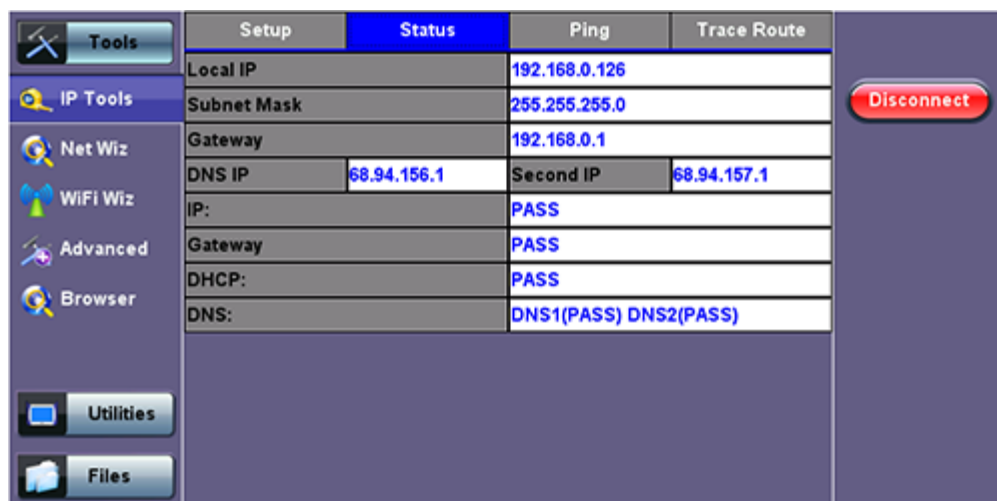 Tools
IP Tools
Net Wiz
WiFi Wiz
Advanced
Browser
Utilities
Files
Setup Status Ping Trace Route
Local IP 192.168.0.126
Subnet Mask 255.255.255.0
Gateway 192.168.0.1
DNS IP 68.94.156.1 Second IP 68.94.157.1
IP: PASS
Gateway PASS
DHCP: PASS
DNS: DNS1(PASS) DNS2(PASS)
Disconnect